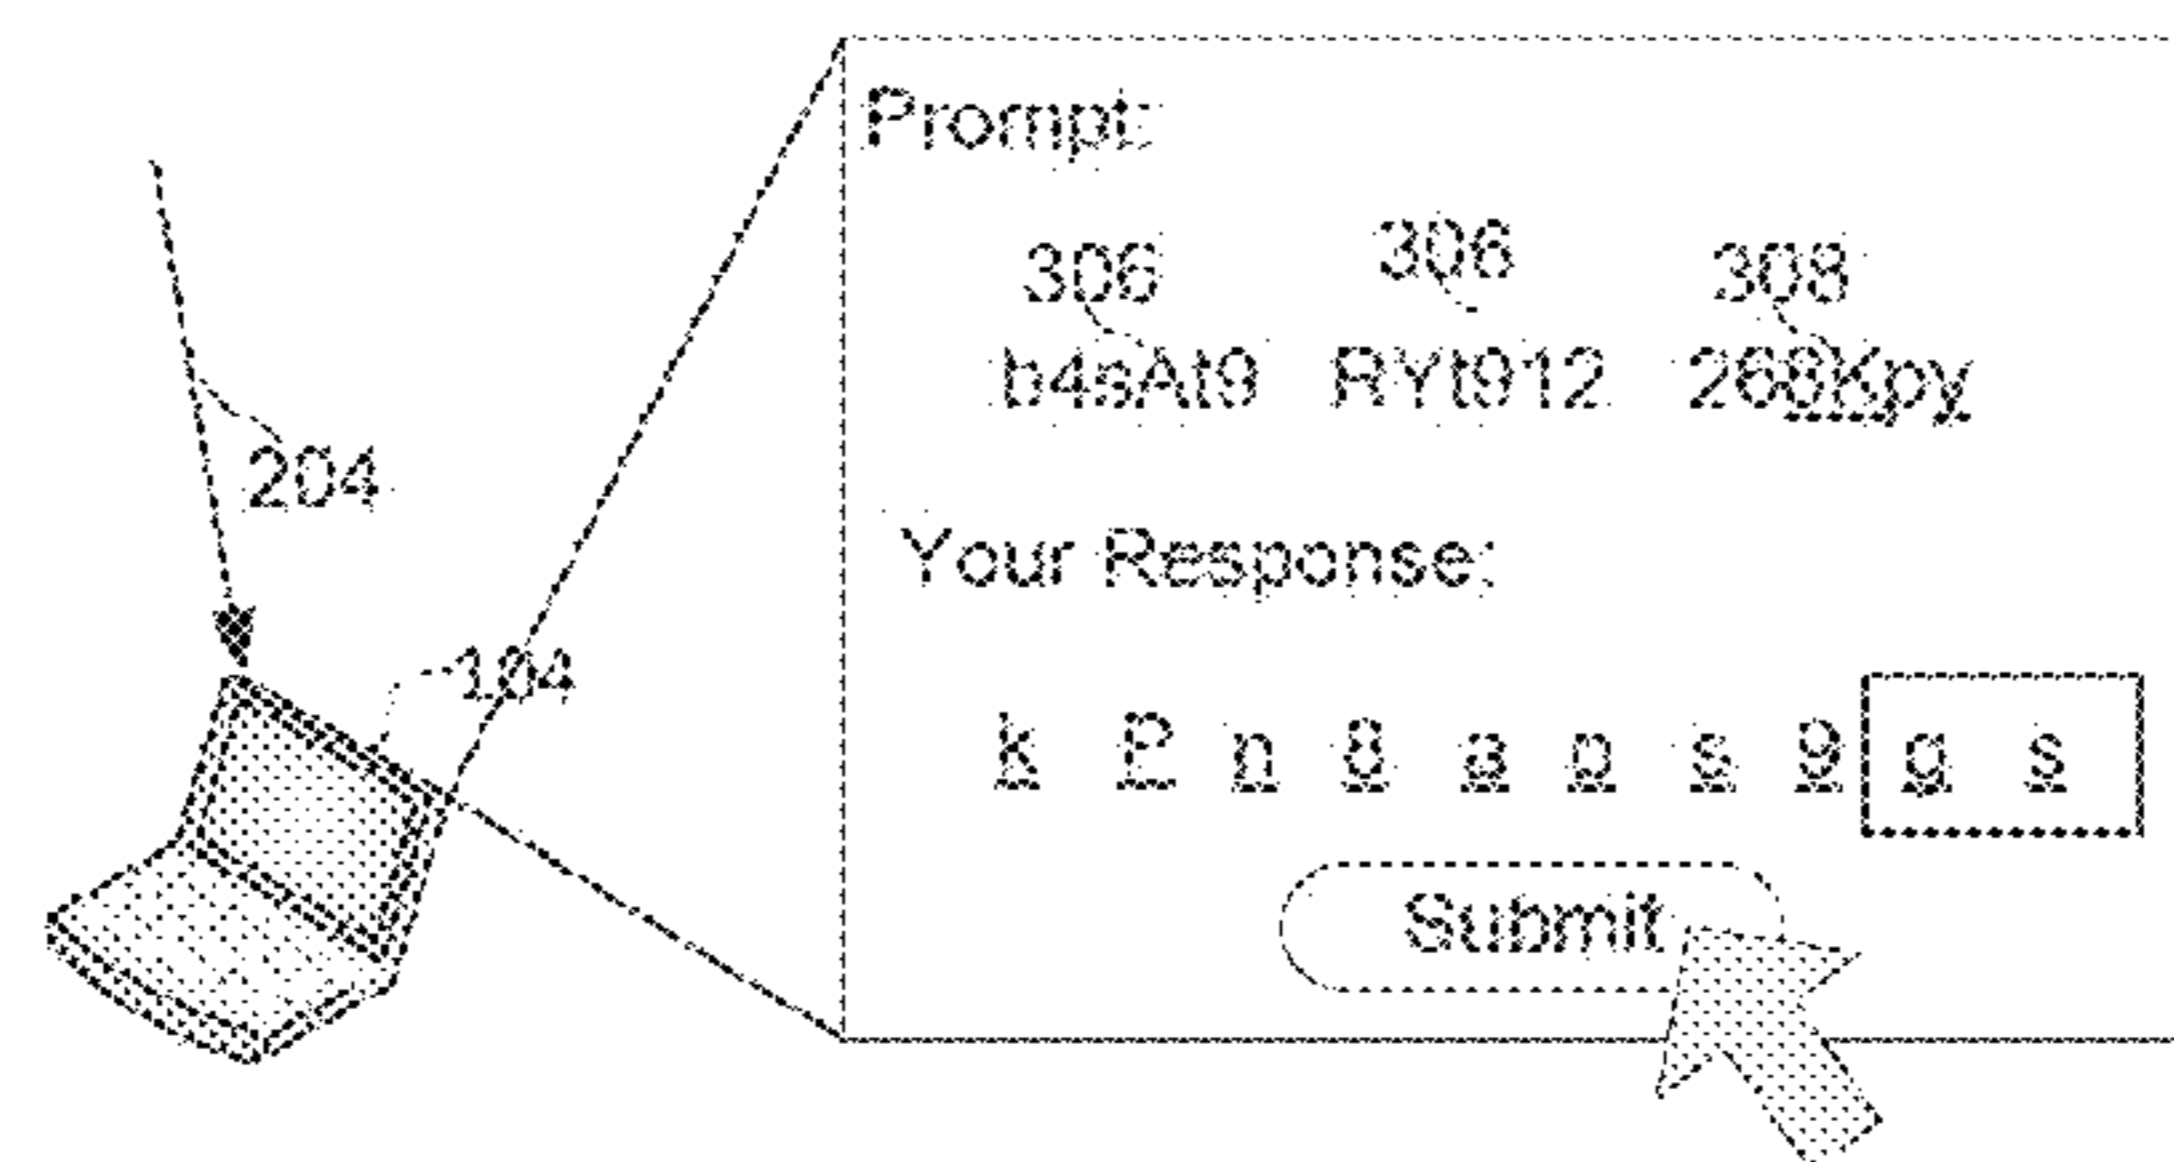 Prompt:
306 306 308
b4sAt9 RYt912 268Kpy
204
Your Response:
104
k P n 8 a p s 9 g s
Submit